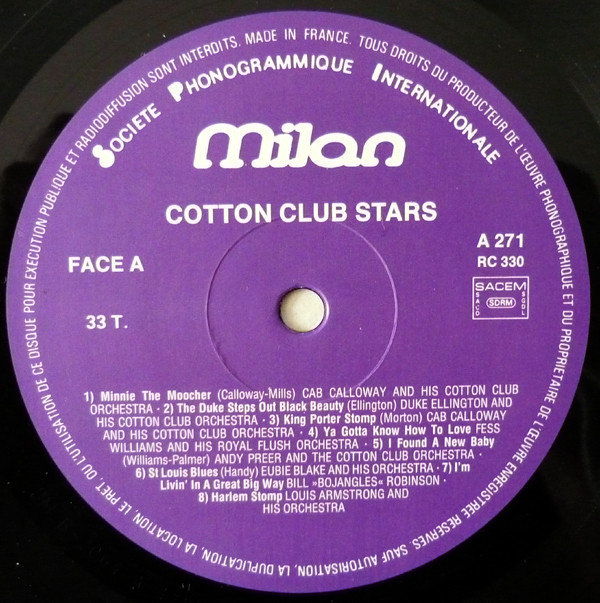 TOUS DROITS DU PRODUCTEUR DE L'ŒUVRE PHONOGRAPHIQUE ET DU PROPRIETAIRE DE L'ŒUVRE ENREGISTREE RESERVES. SAUF AUTORISATION, LA DUPLICATION, LA LOCATION, LE PRET, OU L'UTILISATION DE CE DISQUE POUR EXECUTION PUBLIQUE ET RADIODIFFUSION SONT INTERDITS. MADE IN FRANCE.
SOCIETE PHONOGRAMMIQUE INTERNATIONALE
Milan
COTTON CLUB STARS
FACE A
A 271
RC 330
33 T.
SACEM
SACD
SDRM
SGDL
1) Minnie The Moocher (Calloway-Mills) CAB CALLOWAY AND HIS COTTON CLUB
ORCHESTRA · 2) The Duke Steps Out Black Beauty (Ellington) DUKE ELLINGTON AND
HIS COTTON CLUB ORCHESTRA · 3) King Porter Stomp (Morton) CAB CALLOWAY
AND HIS COTTON CLUB ORCHESTRA · 4) Ya Gotta Know How To Love FESS
WILLIAMS AND HIS ROYAL FLUSH ORCHESTRA · 5) I Found A New Baby
(Williams-Palmer) ANDY PREER AND THE COTTON CLUB ORCHESTRA ·
6) St Louis Blues (Handy) EUBIE BLAKE AND HIS ORCHESTRA · 7) I'm
Livin' In A Great Big Way BILL »BOJANGLES« ROBINSON ·
8) Harlem Stomp LOUIS ARMSTRONG AND
HIS ORCHESTRA